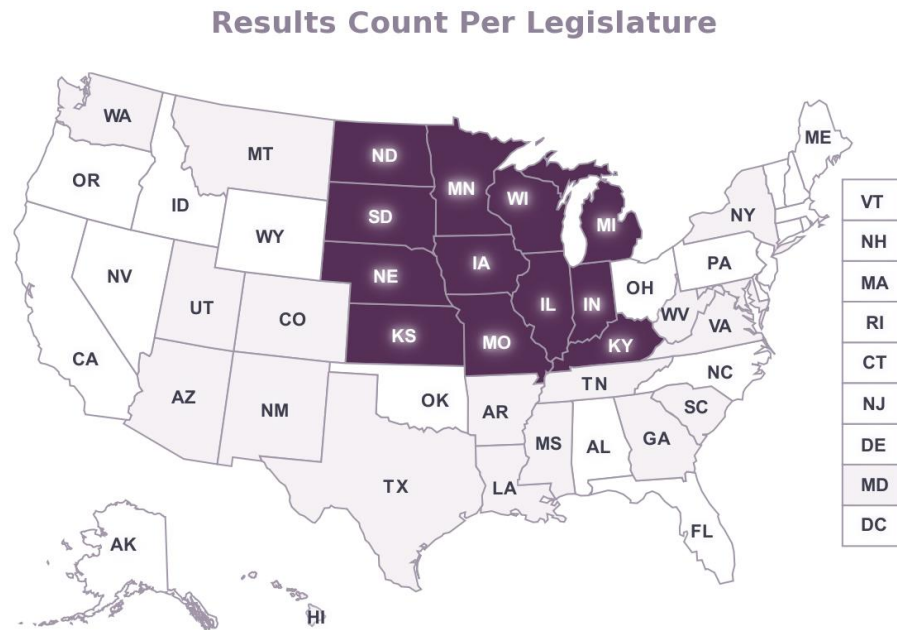 Results Count Per Legislature
WA
MT
ND
MN
ME
OR
ID
SD
WI
MI
NY
VT
WY
NH
NV
NE
IA
PA
MA
UT
CO
IL
IN
OH
WV
VA
RI
CA
KS
MO
KY
CT
AZ
NM
OK
AR
TN
NC
NJ
SC
MS
AL
GA
DE
TX
LA
MD
FL
DC
AK
HI